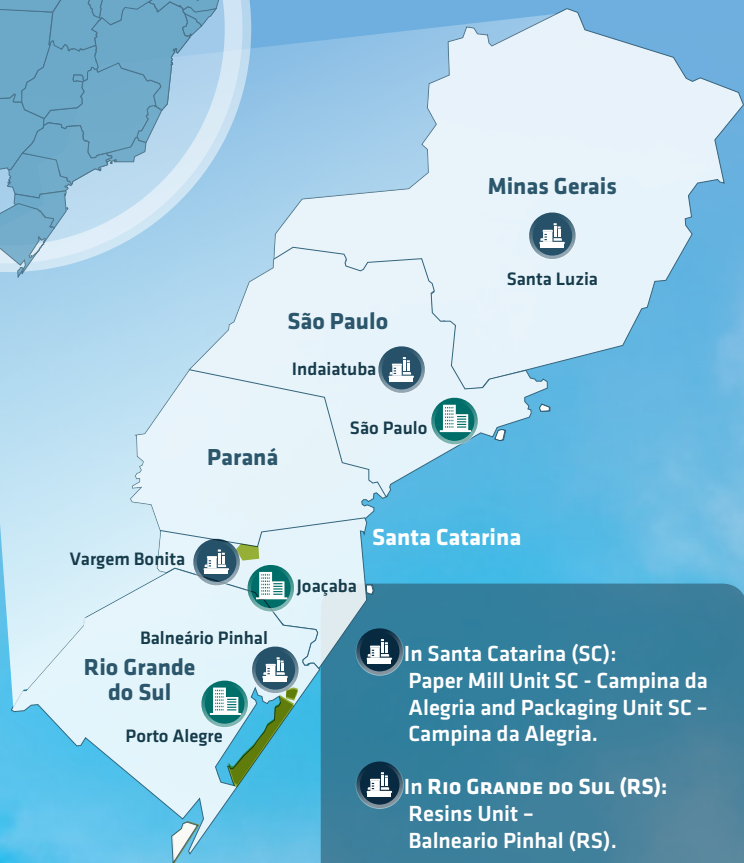 Minas Gerais
Santa Luzia
São Paulo
Indaiatuba
São Paulo
Paraná
Santa Catarina
Vargem Bonita
Joaçaba
Balneário Pinhal
Rio Grande
do Sul
Porto Alegre
In Santa Catarina (SC):
Paper Mill Unit SC - Campina da
Alegria and Packaging Unit SC –
Campina da Alegria.
In RIO GRANDE DO SUL (RS):
Resins Unit –
Balneario Pinhal (RS).